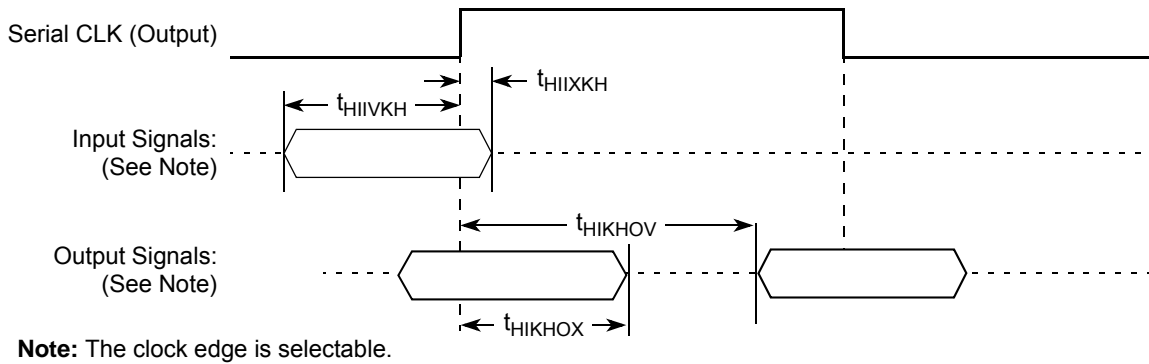 Serial CLK (Output)
tHIIXKH
tHIIVKH
Input Signals:
(See Note)
tHIKHOV
Output Signals:
(See Note)
tHIKHOX
Note: The clock edge is selectable.